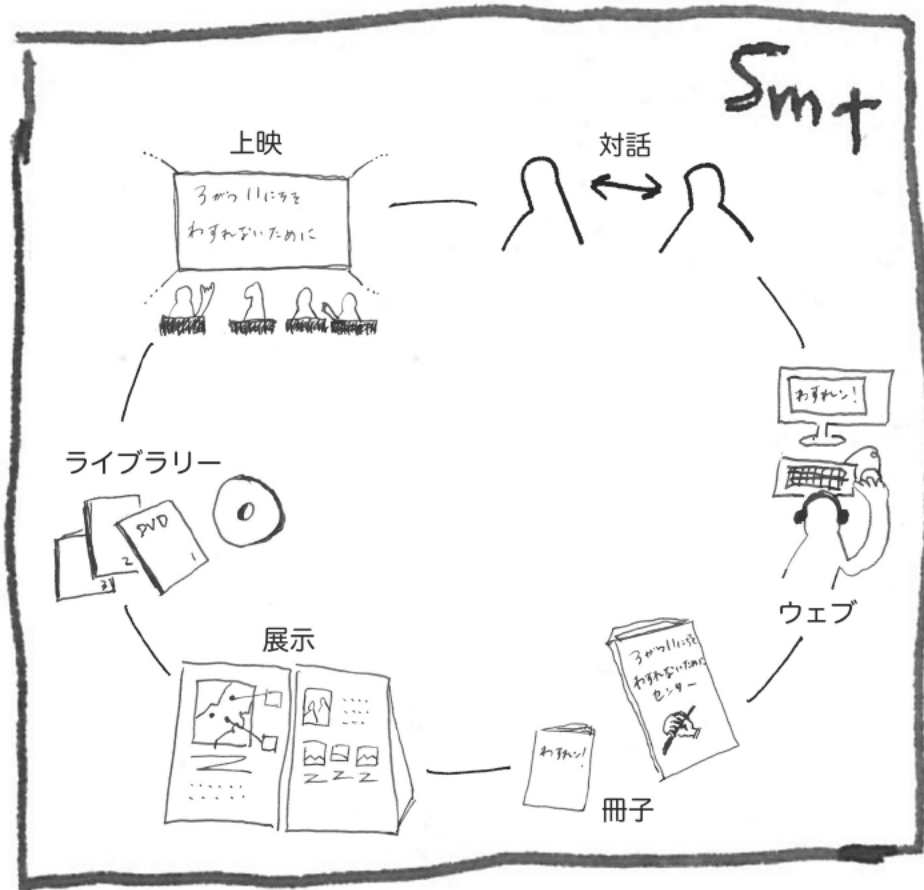 smt
上映
対話
3がつ11にちを
わすれないために
わすれン!
ライブラリー
DVD
1
2
3
ウェブ
展示
3がつ11にちを
わすれないために
センター
わすれン!
冊子